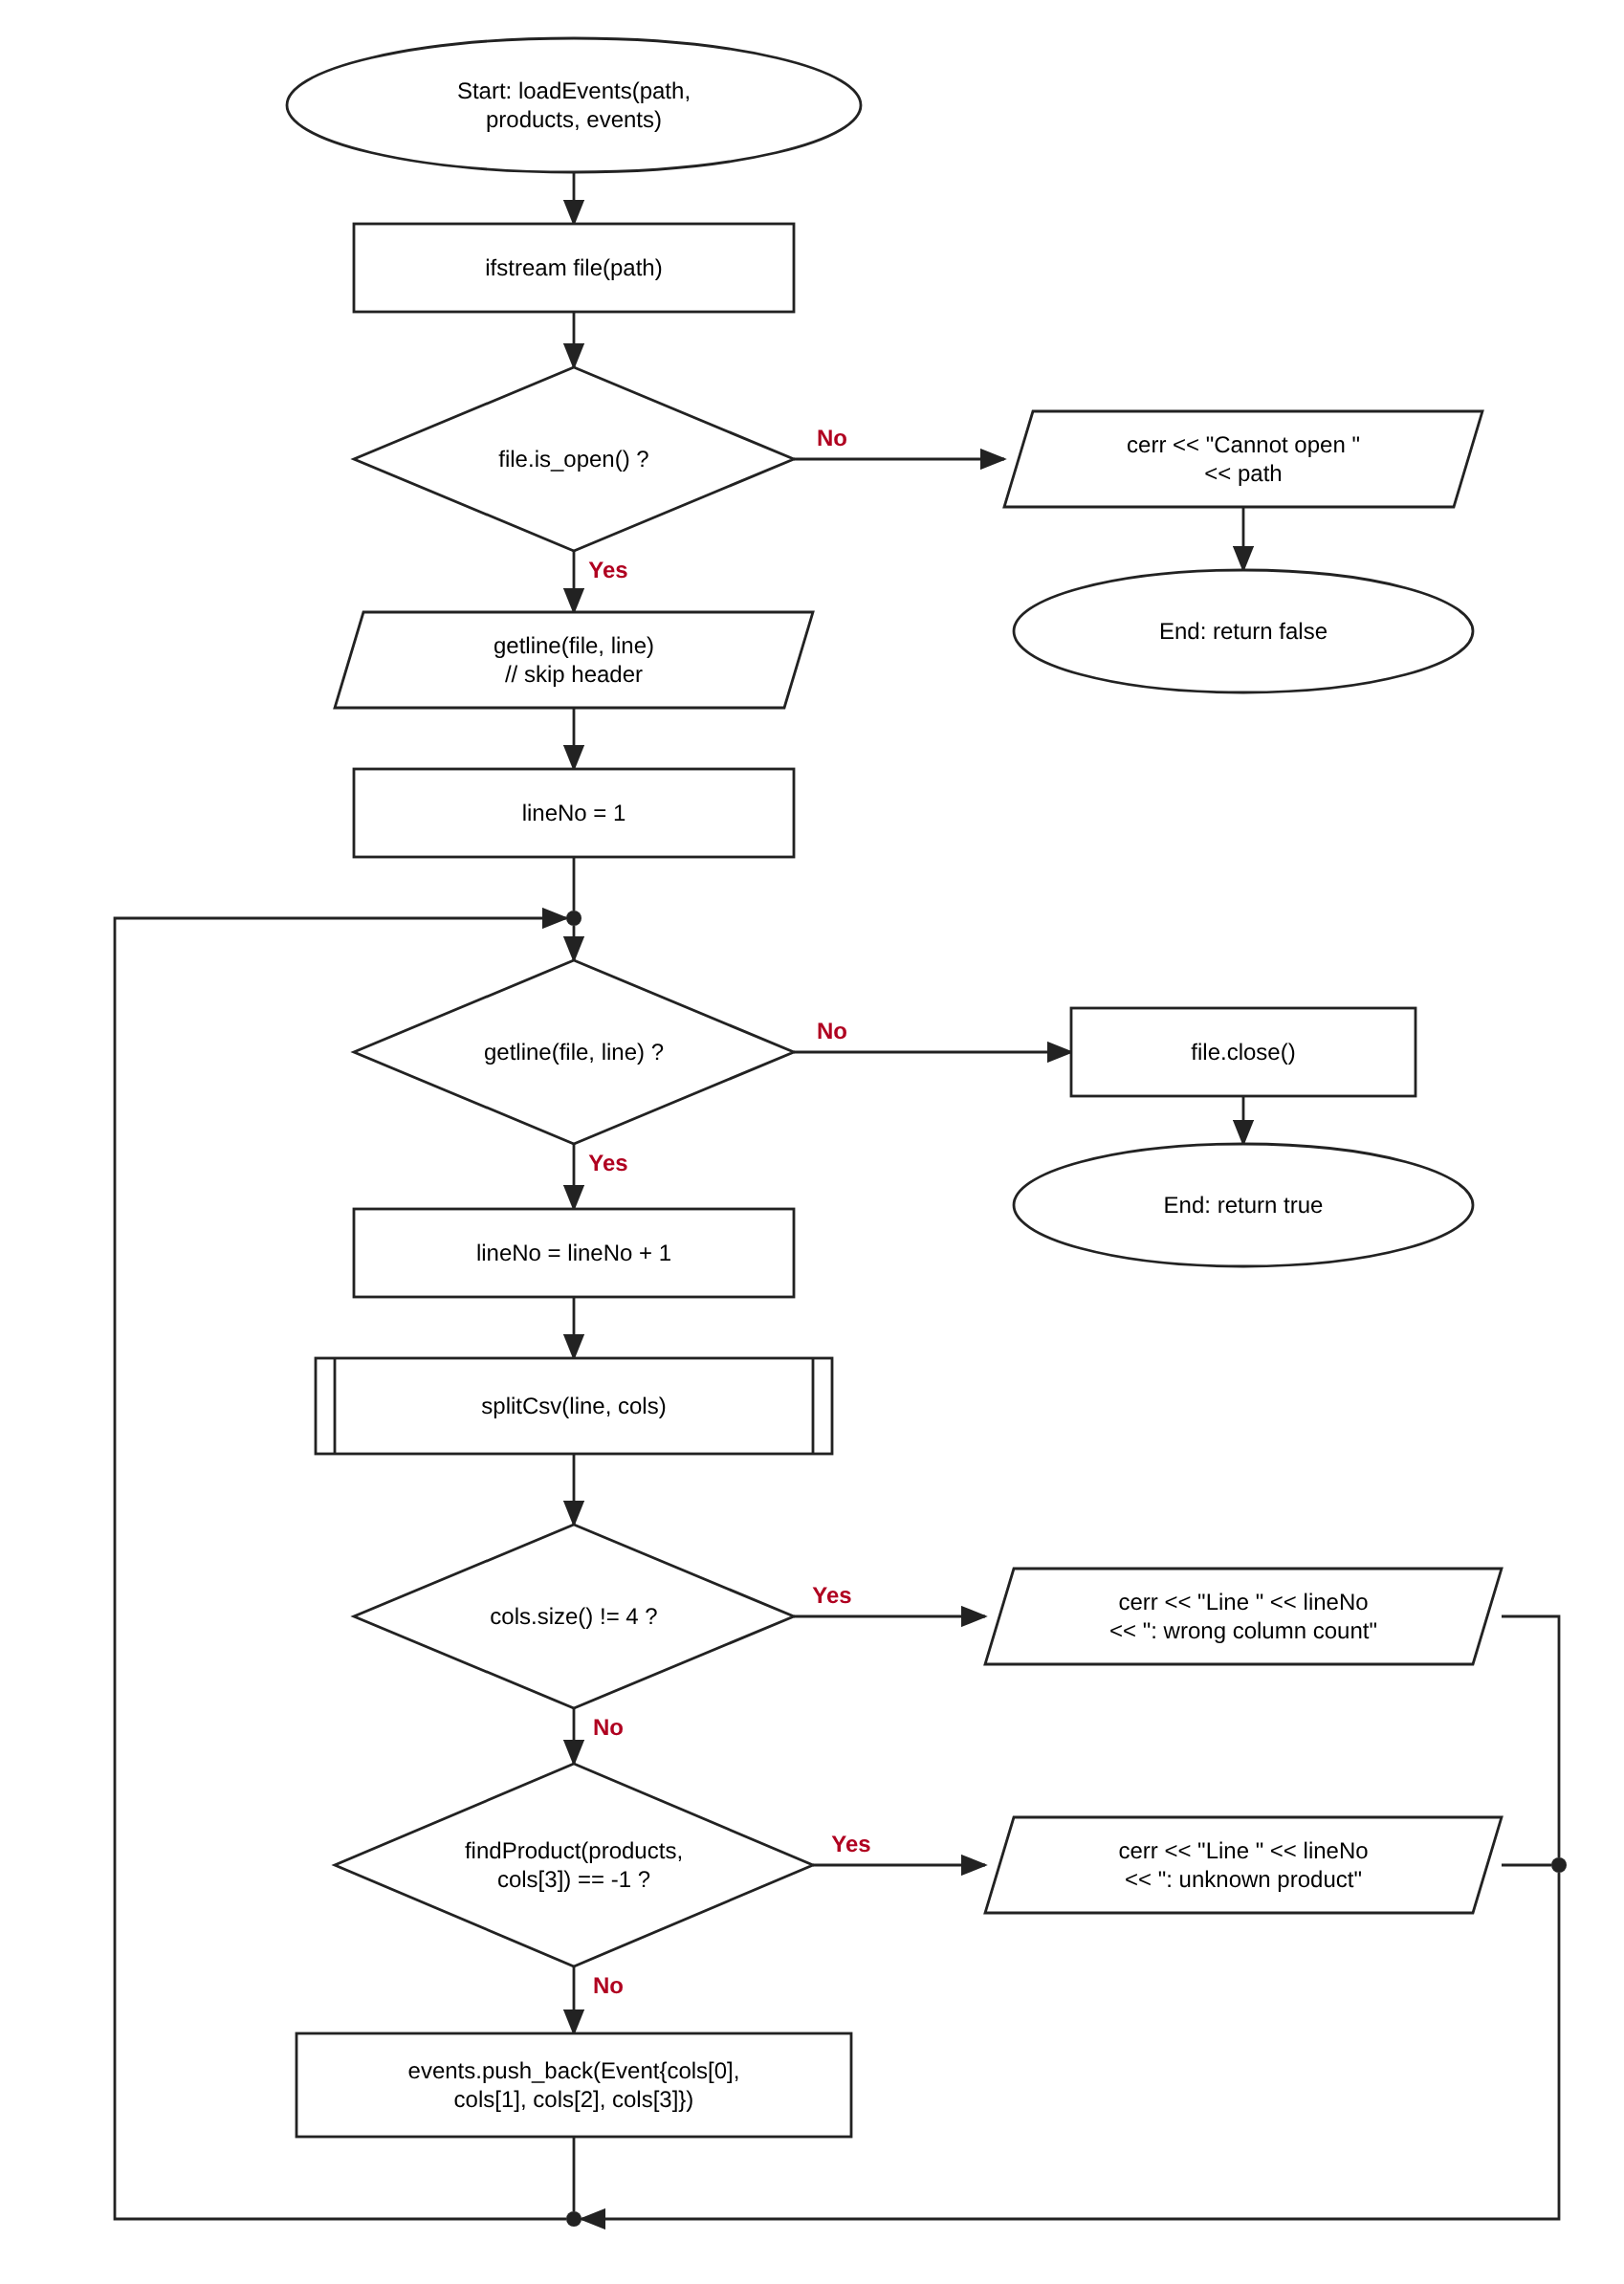 Start: loadEvents(path,
products, events)
ifstream file(path)
file.is_open() ?
No
cerr << "Cannot open "
<< path
End: return false
Yes
getline(file, line)
// skip header
lineNo = 1
getline(file, line) ?
No
file.close()
End: return true
Yes
lineNo = lineNo + 1
splitCsv(line, cols)
cols.size() != 4 ?
Yes
cerr << "Line " << lineNo
<< ": wrong column count"
No
findProduct(products,
cols[3]) == -1 ?
Yes
cerr << "Line " << lineNo
<< ": unknown product"
No
events.push_back(Event{cols[0],
cols[1], cols[2], cols[3]})